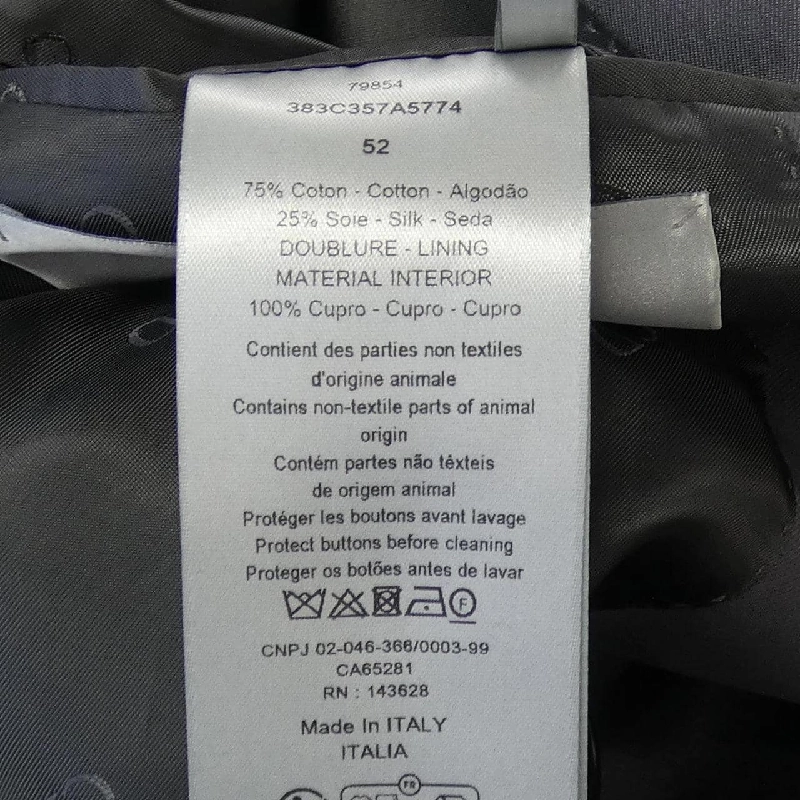 79854
383C357A5774
52
75% Coton - Cotton - Algodão
25% Soie - Silk - Seda
DOUBLURE - LINING
MATERIAL INTERIOR
100% Cupro - Cupro - Cupro
Contient des parties non textiles
d'origine animale
Contains non-textile parts of animal
origin
Contém partes não têxteis
de origem animal
Protéger les boutons avant lavage
Protect buttons before cleaning
Proteger os botões antes de lavar
F
CNPJ 02-046-366/0003-99
CA65281
RN : 143628
Made In ITALY
ITALIA
FR